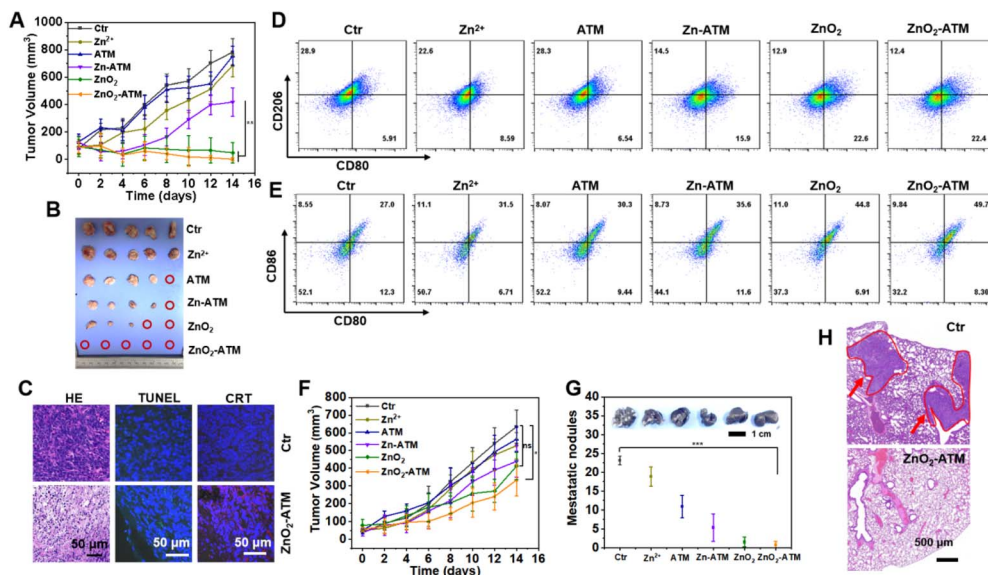 A
Tumor Volume (mm³)
1000
800
600
400
200
0
0 2 4 6 8 10 12 14 16
Time (days)
Ctr
Zn²⁺
ATM
Zn-ATM
ZnO₂
ZnO₂-ATM
**
B
Ctr
Zn²⁺
ATM
Zn-ATM
ZnO₂
ZnO₂-ATM
C
HE TUNEL CRT
Ctr
ZnO₂-ATM
50 μm 50 μm 50 μm
D
Ctr Zn²⁺ ATM Zn-ATM ZnO₂ ZnO₂-ATM
28.9 22.6 28.3 14.5 12.9 12.4
CD206
5.91 8.59 6.54 15.9 22.6 22.4
CD80
E
Ctr Zn²⁺ ATM Zn-ATM ZnO₂ ZnO₂-ATM
8.55 27.0 11.1 31.5 8.07 30.3 8.73 35.6 11.0 44.8 9.84 49.7
CD86
52.1 12.3 50.7 6.71 52.2 9.44 44.1 11.6 37.3 6.91 32.2 8.30
CD80
F
Tumor Volume (mm³)
800
700
600
500
400
300
200
100
0
0 2 4 6 8 10 12 14 16
Time (days)
Ctr
Zn²⁺
ATM
Zn-ATM
ZnO₂
ZnO₂-ATM
ns
*
G
Metastatic nodes
35
30
25
20
15
10
5
0
1 cm
***
Ctr Zn²⁺ ATM Zn-ATM ZnO₂ ZnO₂-ATM
H
Ctr
ZnO₂-ATM
500 μm